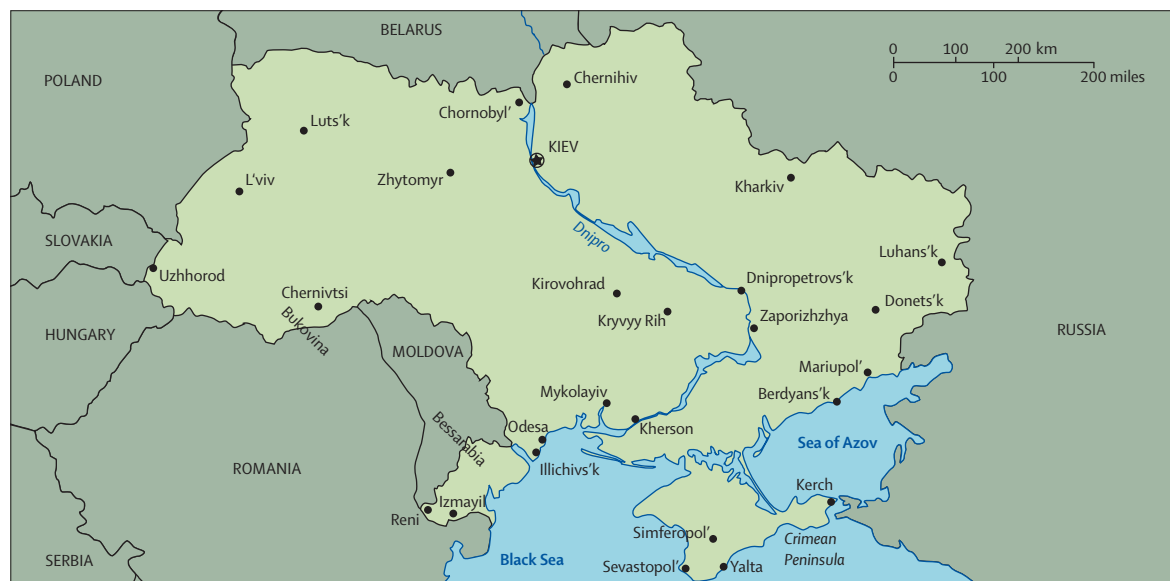 BELARUS
POLAND
0 100 200 km
0 100 200 miles
Chernihiv
Chornobyl'
Luts'k
KIEV
Zhytomyr
Kharkiv
L'viv
Dnipro
SLOVAKIA
Uzhhorod
Luhans'k
Dnipropetrovs'k
Kirovohrad
Chernivtsi
Donets'k
Kryvyy Rih
Zaporizhzhya
Bukovina
HUNGARY
RUSSIA
MOLDOVA
Mariupol'
Mykolayiv
Berdyans'k
Odesa
Kherson
Bessarabia
Sea of Azov
ROMANIA
Illichivs'k
Kerch
Izmayil
Reni
Simferopol'
Crimean
Peninsula
Black Sea
SERBIA
Sevastopol'
Yalta